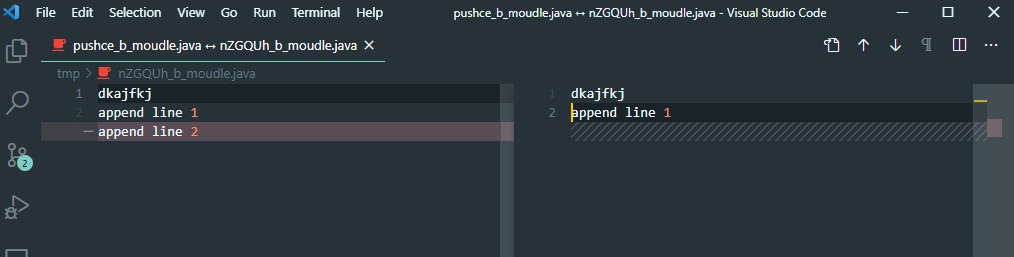 File Edit Selection View Go Run Terminal Help pushce_b_moudle.java ↔ nZGQUh_b_moudle.java - Visual Studio Code
pushce_b_moudle.java ↔ nZGQUh_b_moudle.java
tmp > nZGQUh_b_moudle.java
1 dkajfkj
2 append line 1
— append line 2
1 dkajfkj
2 append line 1
2